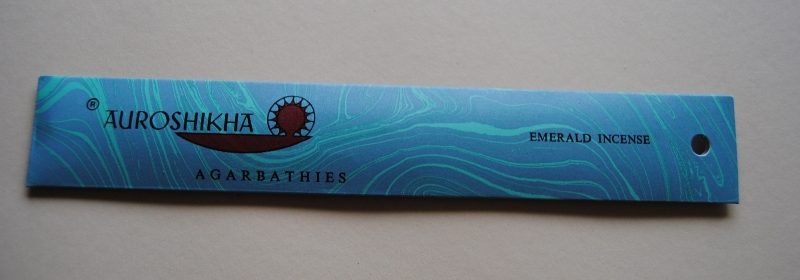 ® AUROSHIKHA
AGARBATHIES
EMERALD INCENSE